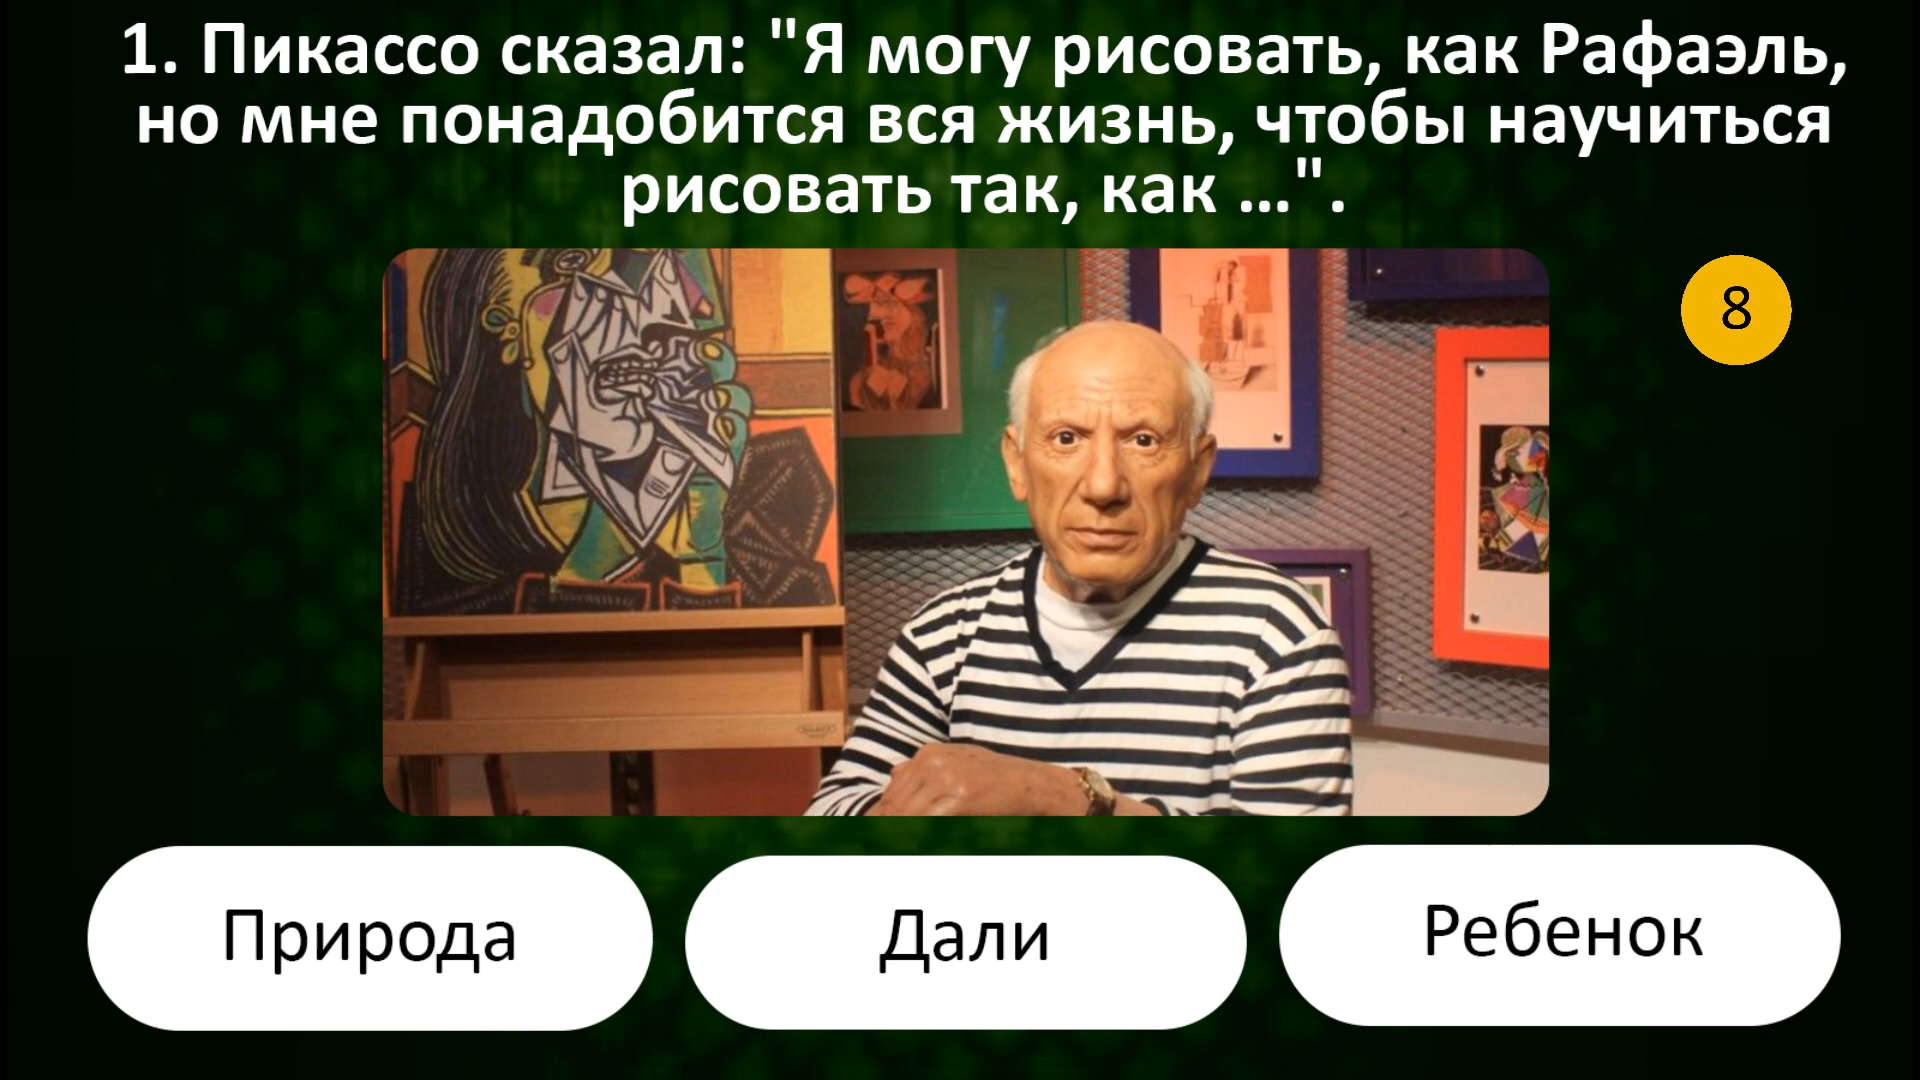 1. Пикассо сказал: "Я могу рисовать, как Рафаэль,
но мне понадобится вся жизнь, чтобы научиться
рисовать так, как ...".
8
Природа
Дали
Ребенок